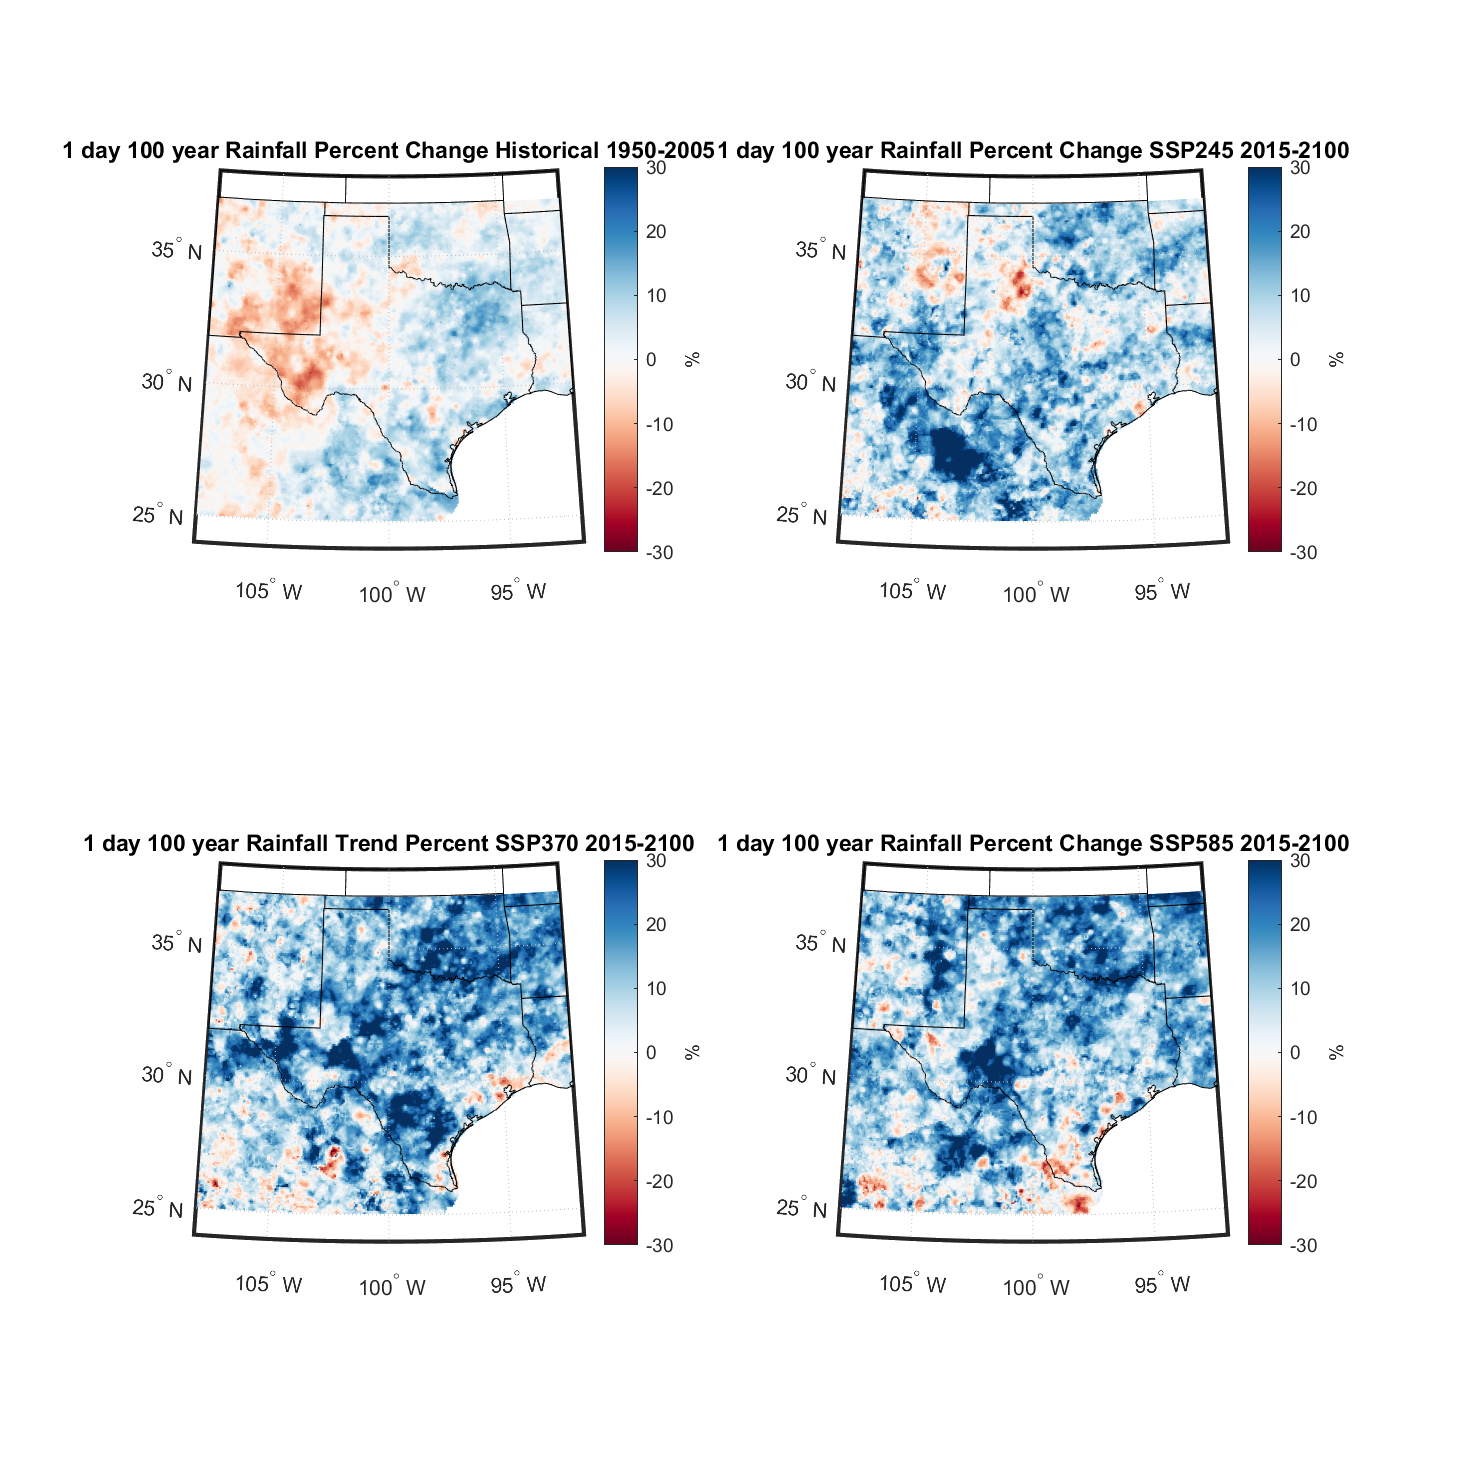 1 day 100 year Rainfall Percent Change Historical 1950-2005
1 day 100 year Rainfall Percent Change SSP245 2015-2100
30
20
10
0
-10
-20
-30
%
35° N
30° N
25° N
105° W
100° W
95° W
30
20
10
0
-10
-20
-30
%
35° N
30° N
25° N
105° W
100° W
95° W
1 day 100 year Rainfall Trend Percent SSP370 2015-2100
1 day 100 year Rainfall Percent Change SSP585 2015-2100
30
20
10
0
-10
-20
-30
%
35° N
30° N
25° N
105° W
100° W
95° W
30
20
10
0
-10
-20
-30
%
35° N
30° N
25° N
105° W
100° W
95° W